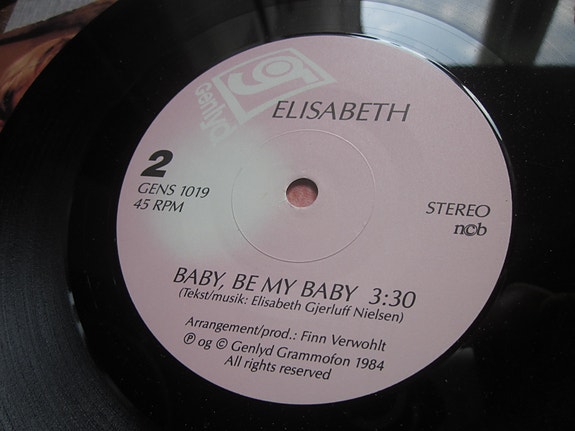 g
Genlyd
ELISABETH
2
GENS 1019
45 RPM
STEREO
n©b
BABY, BE MY BABY 3:30
(Tekst/musik: Elisabeth Gjerluff Nielsen)
Arrangement/prod.: Finn Verwohlt
℗ og © Genlyd Grammofon 1984
All rights reserved